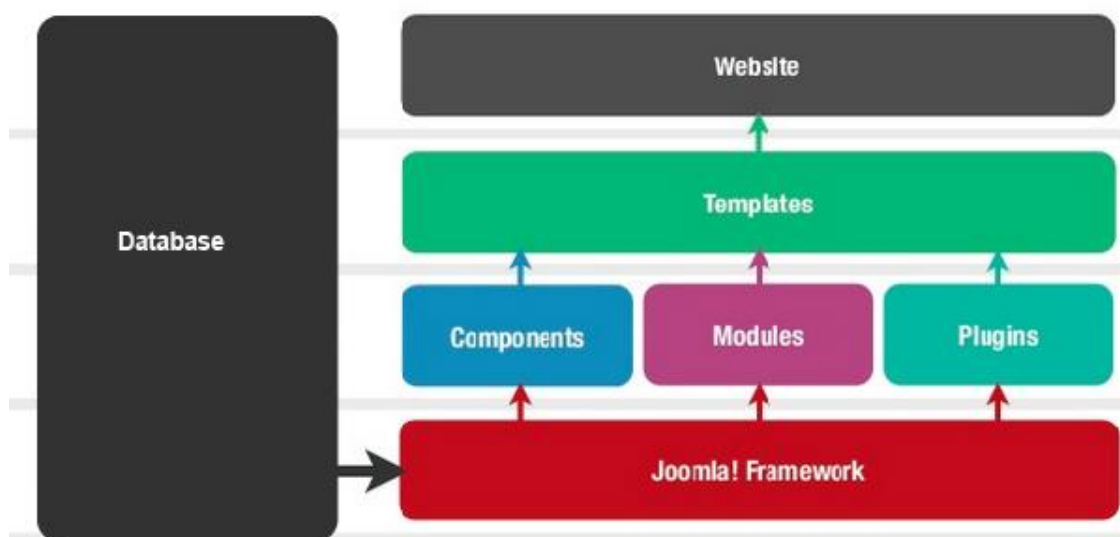 Website
Templates
Database
Components
Modules
Plugins
Joomla! Framework